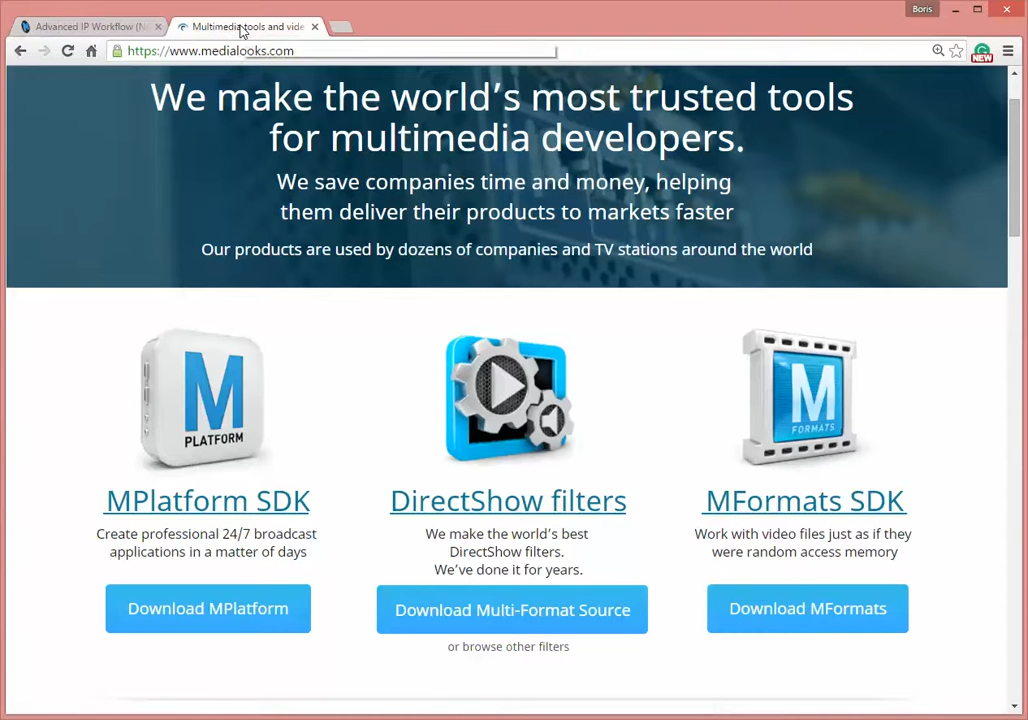 Boris
Advanced IP Workflow (N
Multimedia tools and vide
https://www.medialooks.com
NEW
We make the world's most trusted tools
for multimedia developers.
We save companies time and money, helping
them deliver their products to markets faster
Our products are used by dozens of companies and TV stations around the world
M
PLATFORM
M
FORMATS
MPlatform SDK
DirectShow filters
MFormats SDK
Create professional 24/7 broadcast
applications in a matter of days
We make the world's best
DirectShow filters.
We've done it for years.
Work with video files just as if they
were random access memory
Download MPlatform
Download Multi-Format Source
Download MFormats
or browse other filters